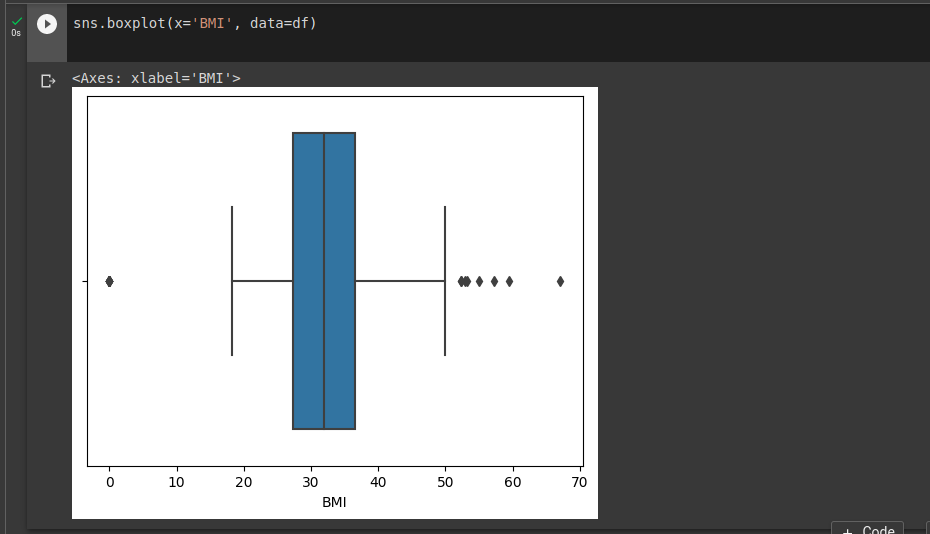 sns.boxplot(x='BMI', data=df)
0s
<Axes: xlabel='BMI'>
0 10 20 30 40 50 60 70
BMI
+ Code